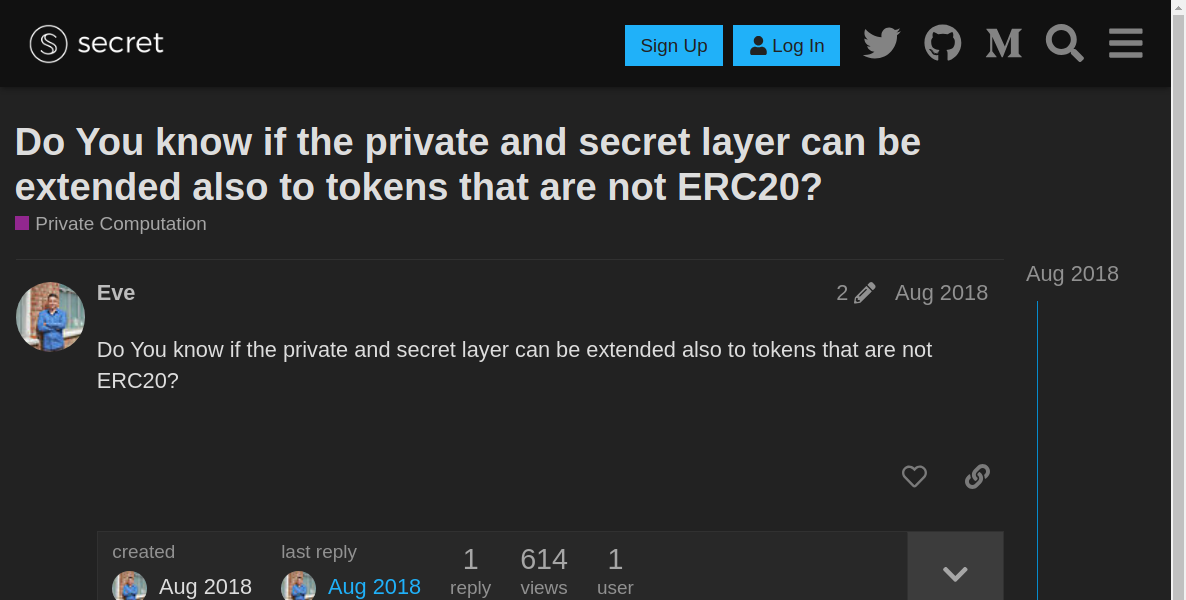 secret
Sign Up
Log In
Do You know if the private and secret layer can be
extended also to tokens that are not ERC20?
Private Computation
Aug 2018
Eve
2
Aug 2018
Do You know if the private and secret layer can be extended also to tokens that are not
ERC20?
created
last reply
1
614
1
Aug 2018
Aug 2018
reply
views
user